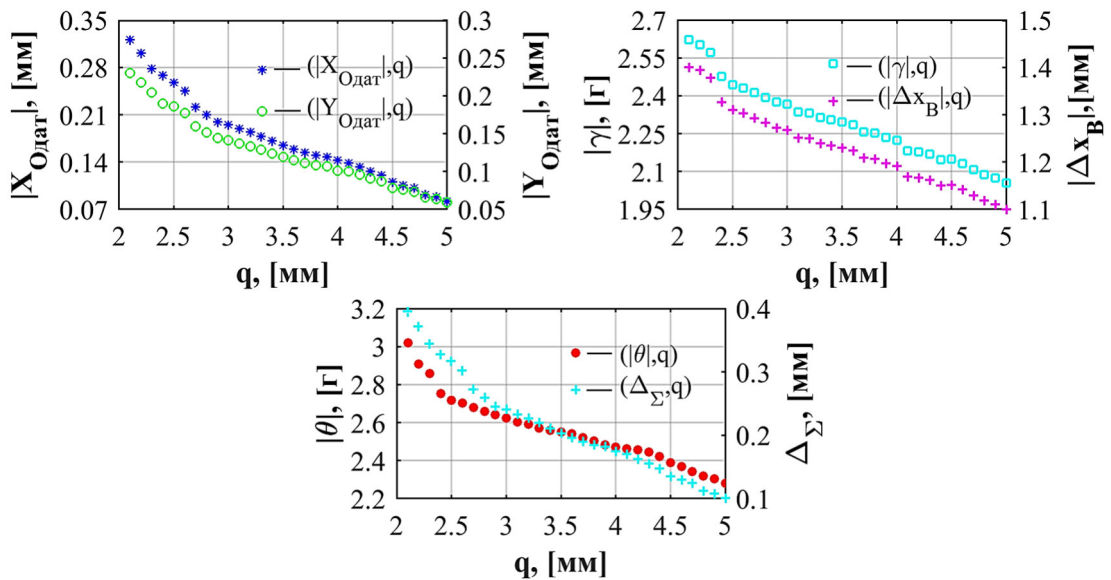 0.35
0.28
0.21
0.14
0.07
|X_Одат|, [мм]
0.3
0.25
0.2
0.15
0.1
0.05
|Y_Одат|, [мм]
(|X_Одат|,q)
(|Y_Одат|,q)
2 2.5 3 3.5 4 4.5 5
q, [мм]
2.7
2.55
2.4
2.25
2.1
1.95
|γ|, [г]
1.5
1.4
1.3
1.2
1.1
|Δx_B|,[мм]
(|γ|,q)
(|Δx_B|,q)
2 2.5 3 3.5 4 4.5 5
q, [мм]
3.2
3
2.8
2.6
2.4
2.2
|θ|, [г]
0.4
0.3
0.2
0.1
Δ_Σ, [мм]
(|θ|,q)
(Δ_Σ,q)
2 2.5 3 3.5 4 4.5 5
q, [мм]